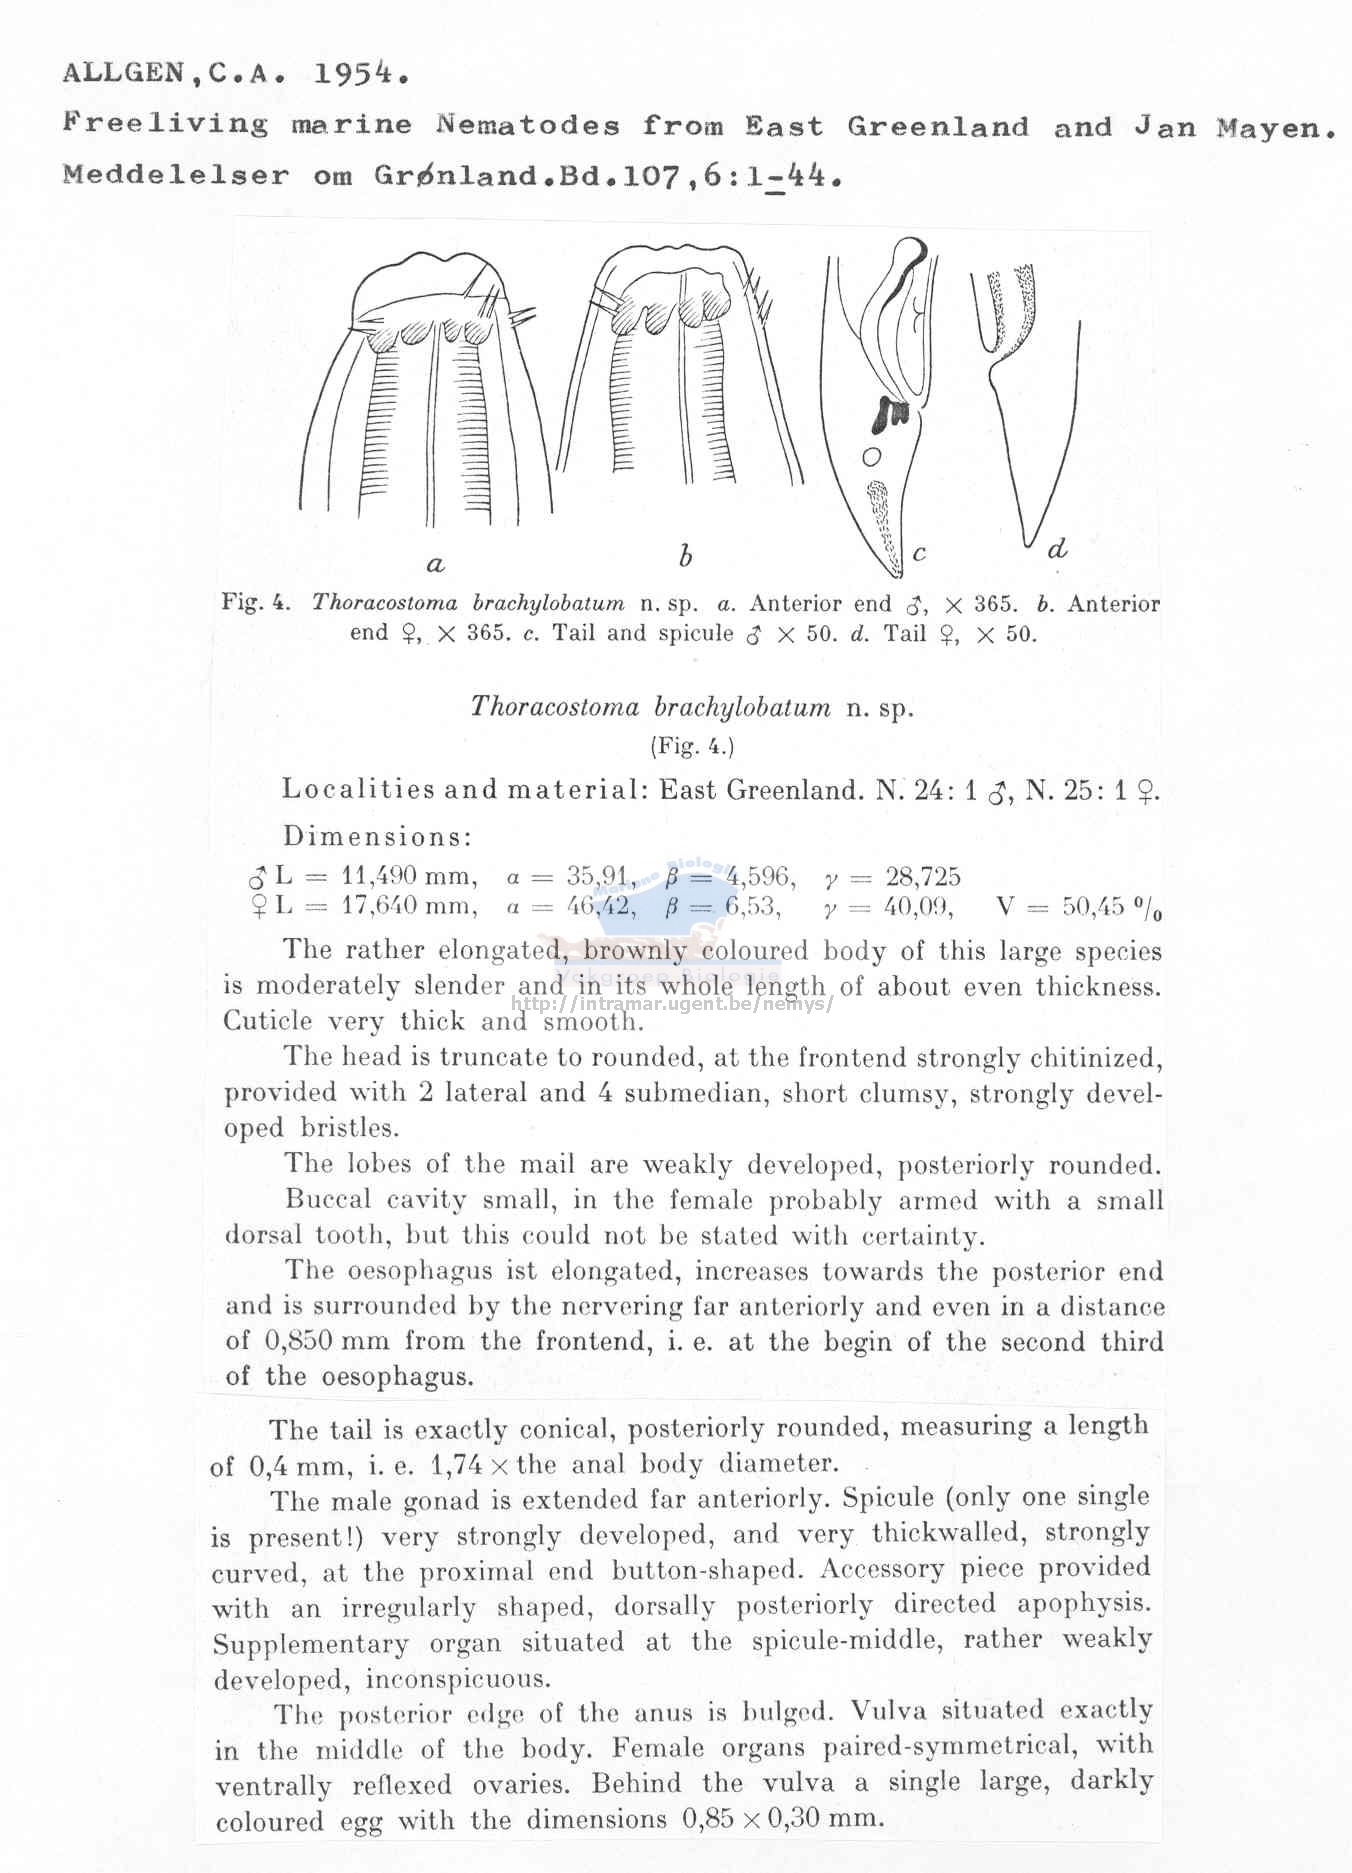 ALLGEN,C.A. 1954.
Freeliving marine Nematodes from East Greenland and Jan Mayen.
Meddelelser om Grønland.Bd.107,6:1-44.
a
b
c
d
Fig. 4. Thoracostoma brachylobatum n. sp. a. Anterior end ♂, × 365. b. Anterior
end ♀, × 365. c. Tail and spicule ♂ × 50. d. Tail ♀, × 50.
Thoracostoma brachylobatum n. sp.
(Fig. 4.)
Localities and material: East Greenland. N. 24: 1 ♂, N. 25: 1 ♀.
Dimensions:
♂ L = 11,490 mm, α = 35,91, β = 4,596, γ = 28,725
♀ L = 17,640 mm, α = 46,42, β = 6,53, γ = 40,09, V = 50,45 %
Mariene Biologie
The rather elongated, brownly coloured body of this large species
Vakgroep Biologie
is moderately slender and in its whole length of about even thickness.
http://intramar.ugent.be/nemys/
Cuticle very thick and smooth.
The head is truncate to rounded, at the frontend strongly chitinized,
provided with 2 lateral and 4 submedian, short clumsy, strongly devel-
oped bristles.
The lobes of the mail are weakly developed, posteriorly rounded.
Buccal cavity small, in the female probably armed with a small
dorsal tooth, but this could not be stated with certainty.
The oesophagus ist elongated, increases towards the posterior end
and is surrounded by the nervering far anteriorly and even in a distance
of 0,850 mm from the frontend, i. e. at the begin of the second third
of the oesophagus.
The tail is exactly conical, posteriorly rounded, measuring a length
of 0,4 mm, i. e. 1,74 × the anal body diameter.
The male gonad is extended far anteriorly. Spicule (only one single
is present!) very strongly developed, and very thickwalled, strongly
curved, at the proximal end button-shaped. Accessory piece provided
with an irregularly shaped, dorsally posteriorly directed apophysis.
Supplementary organ situated at the spicule-middle, rather weakly
developed, inconspicuous.
The posterior edge of the anus is bulged. Vulva situated exactly
in the middle of the body. Female organs paired-symmetrical, with
ventrally reflexed ovaries. Behind the vulva a single large, darkly
coloured egg with the dimensions 0,85 × 0,30 mm.